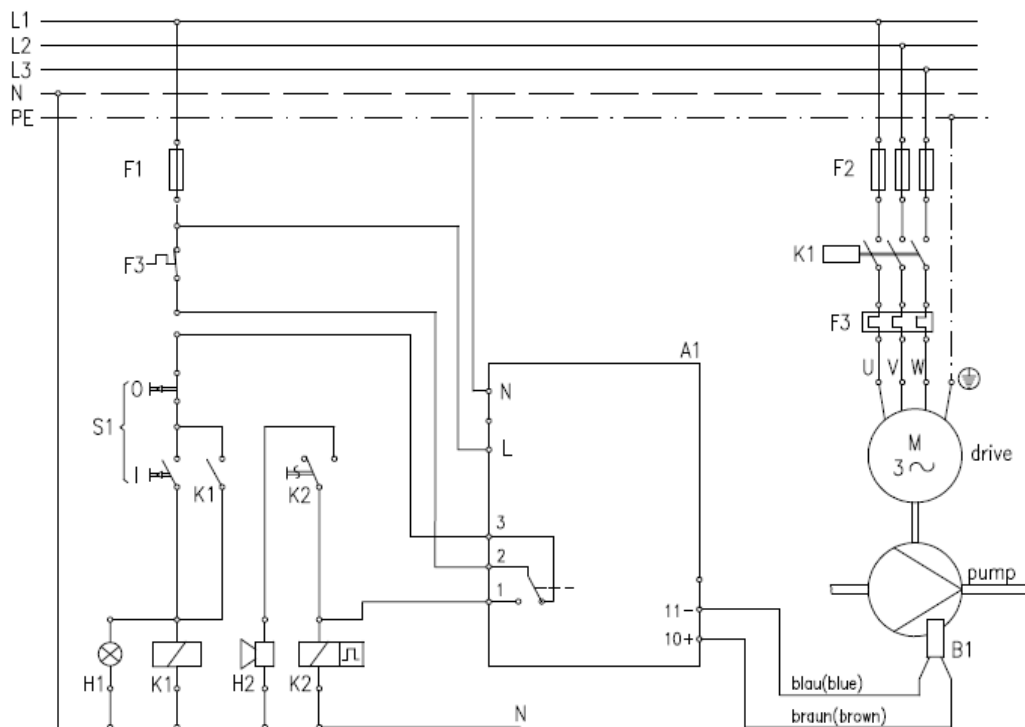 L1
L2
L3
N
PE
F1
F2
F3
K1
F3
A1
U V W
N
O
S1
L
M
3 ~
drive
I
K1
K2
3
2
1
pump
11-
10+
B1
H1 K1 H2 K2
blau(blue)
N
braun(brown)